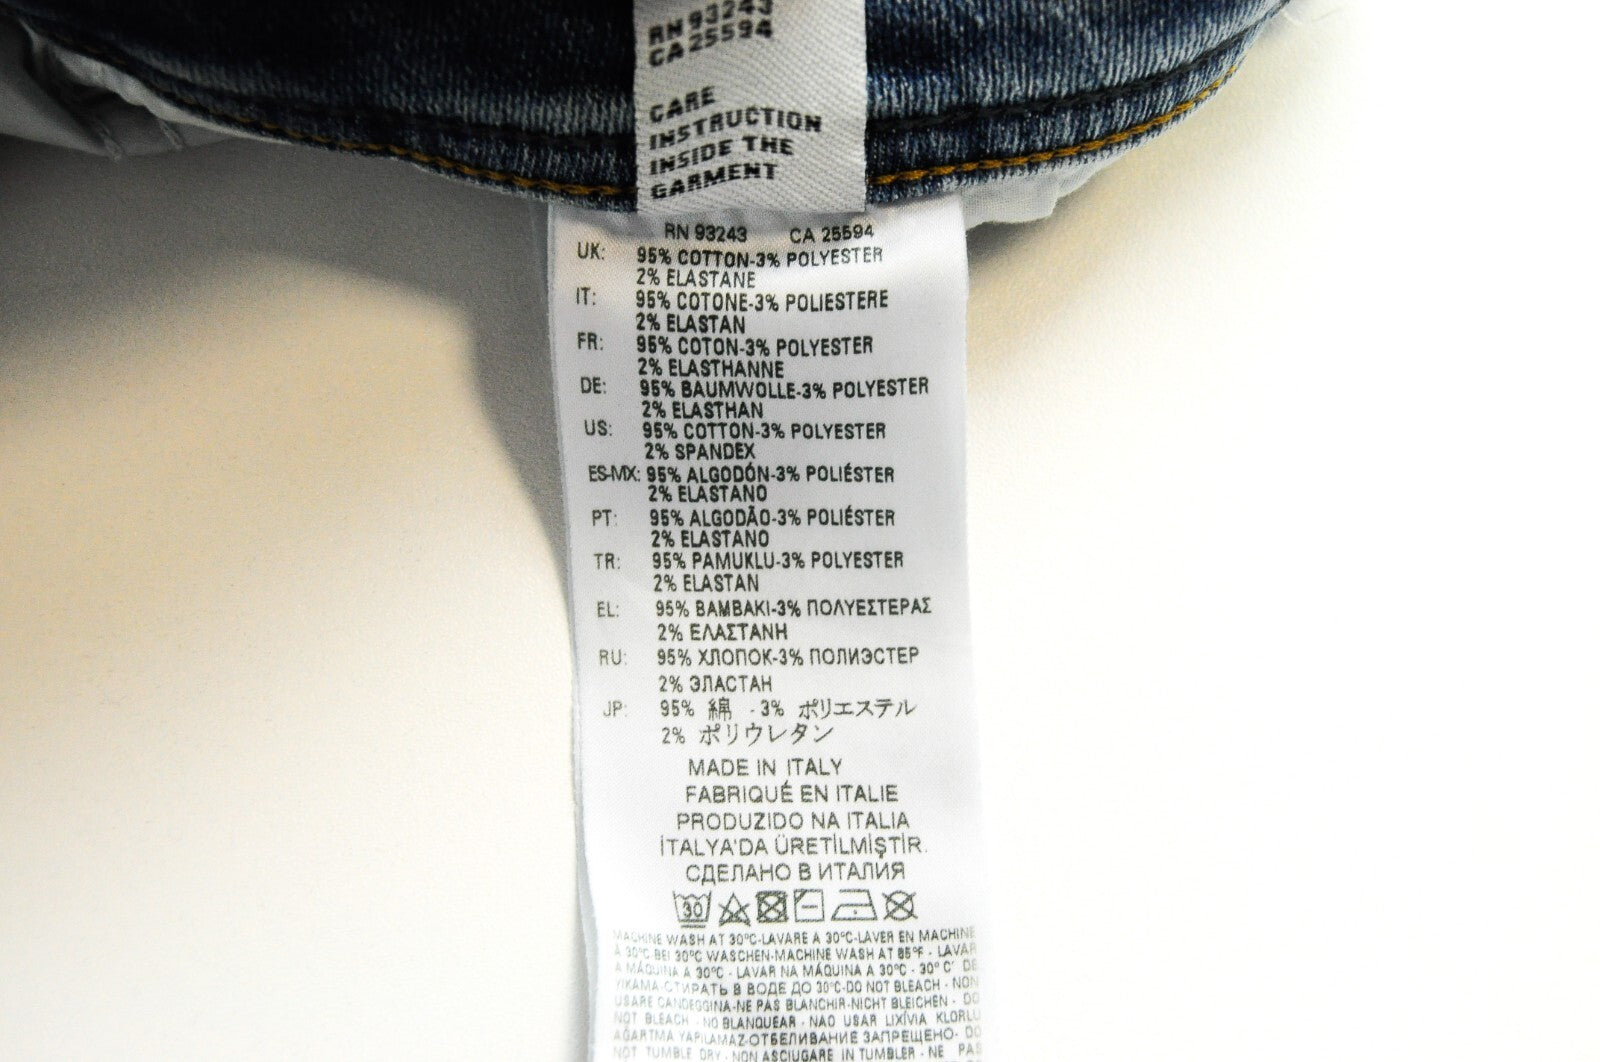 RN 93243
CA 25594
CARE
INSTRUCTION
INSIDE THE
GARMENT
RN 93243 CA 25594
UK: 95% COTTON-3% POLYESTER
2% ELASTANE
IT: 95% COTONE-3% POLIESTERE
2% ELASTAN
FR: 95% COTON-3% POLYESTER
2% ELASTHANNE
DE: 95% BAUMWOLLE-3% POLYESTER
2% ELASTHAN
US: 95% COTTON-3% POLYESTER
2% SPANDEX
ES-MX: 95% ALGODÓN-3% POLIÉSTER
2% ELASTANO
PT: 95% ALGODÃO-3% POLIÉSTER
2% ELASTANO
TR: 95% PAMUKLU-3% POLYESTER
2% ELASTAN
EL: 95% ΒΑΜΒΑΚΙ-3% ΠΟΛΥΕΣΤΕΡΑΣ
2% ΕΛΑΣΤΑΝΗ
RU: 95% ХЛОПОК-3% ПОЛИЭСТЕР
2% ЭЛАСТАН
JP: 95% 綿 - 3% ポリエステル
2% ポリウレタン
MADE IN ITALY
FABRIQUÉ EN ITALIE
PRODUZIDO NA ITALIA
İTALYA'DA ÜRETİLMİŞTİR.
СДЕЛАНО В ИТАЛИЯ
30
MACHINE WASH AT 30°C-LAVARE A 30°C-LAVER EN MACHINE
A 30°C-BEI 30°C WASCHEN-MACHINE WASH AT 85°F - LAVAR
A MÁQUINA A 30°C - LAVAR NA MÁQUINA A 30°C - 30° C' DE
YIKAMA-СТИРАТЬ В ВОДЕ ДО 30°C-DO NOT BLEACH - NON
USARE CANDEGGINA-NE PAS BLANCHIR-NICHT BLEICHEN - DO
NOT BLEACH - NO BLANQUEAR - NAO USAR LIXÍVIA KLORLU
AĞARTMA YAPILAMAZ-ОТБЕЛИВАНИЕ ЗАПРЕЩЕНО- DO
NOT TUMBLE DRY - NON ASCIUGARE IN TUMBLER - NE PAS